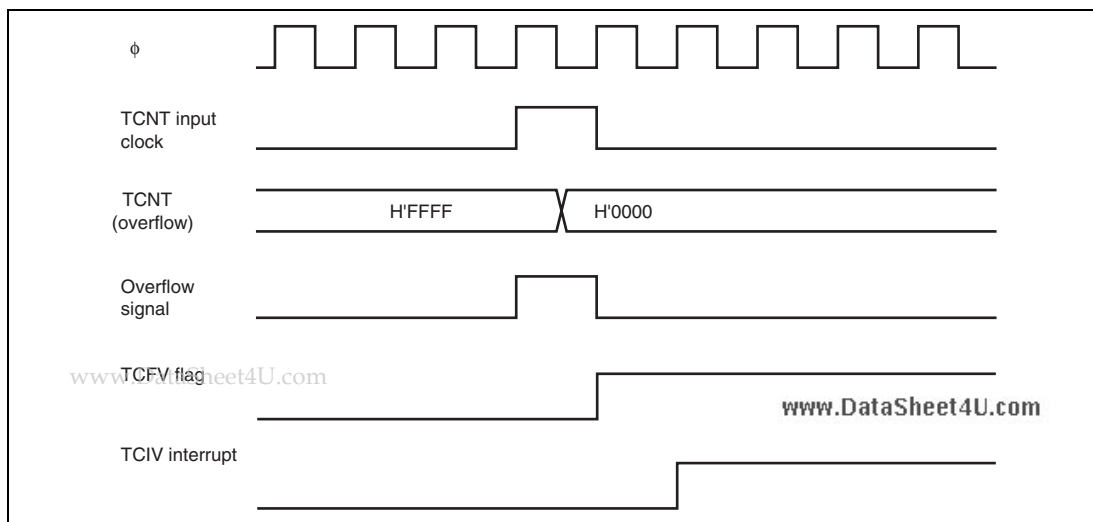 ϕ
TCNT input
clock
TCNT
(overflow)
H'FFFF
H'0000
Overflow
signal
TCFV flag
www.DataSheet4U.com
www.DataSheet4U.com
TCIV interrupt